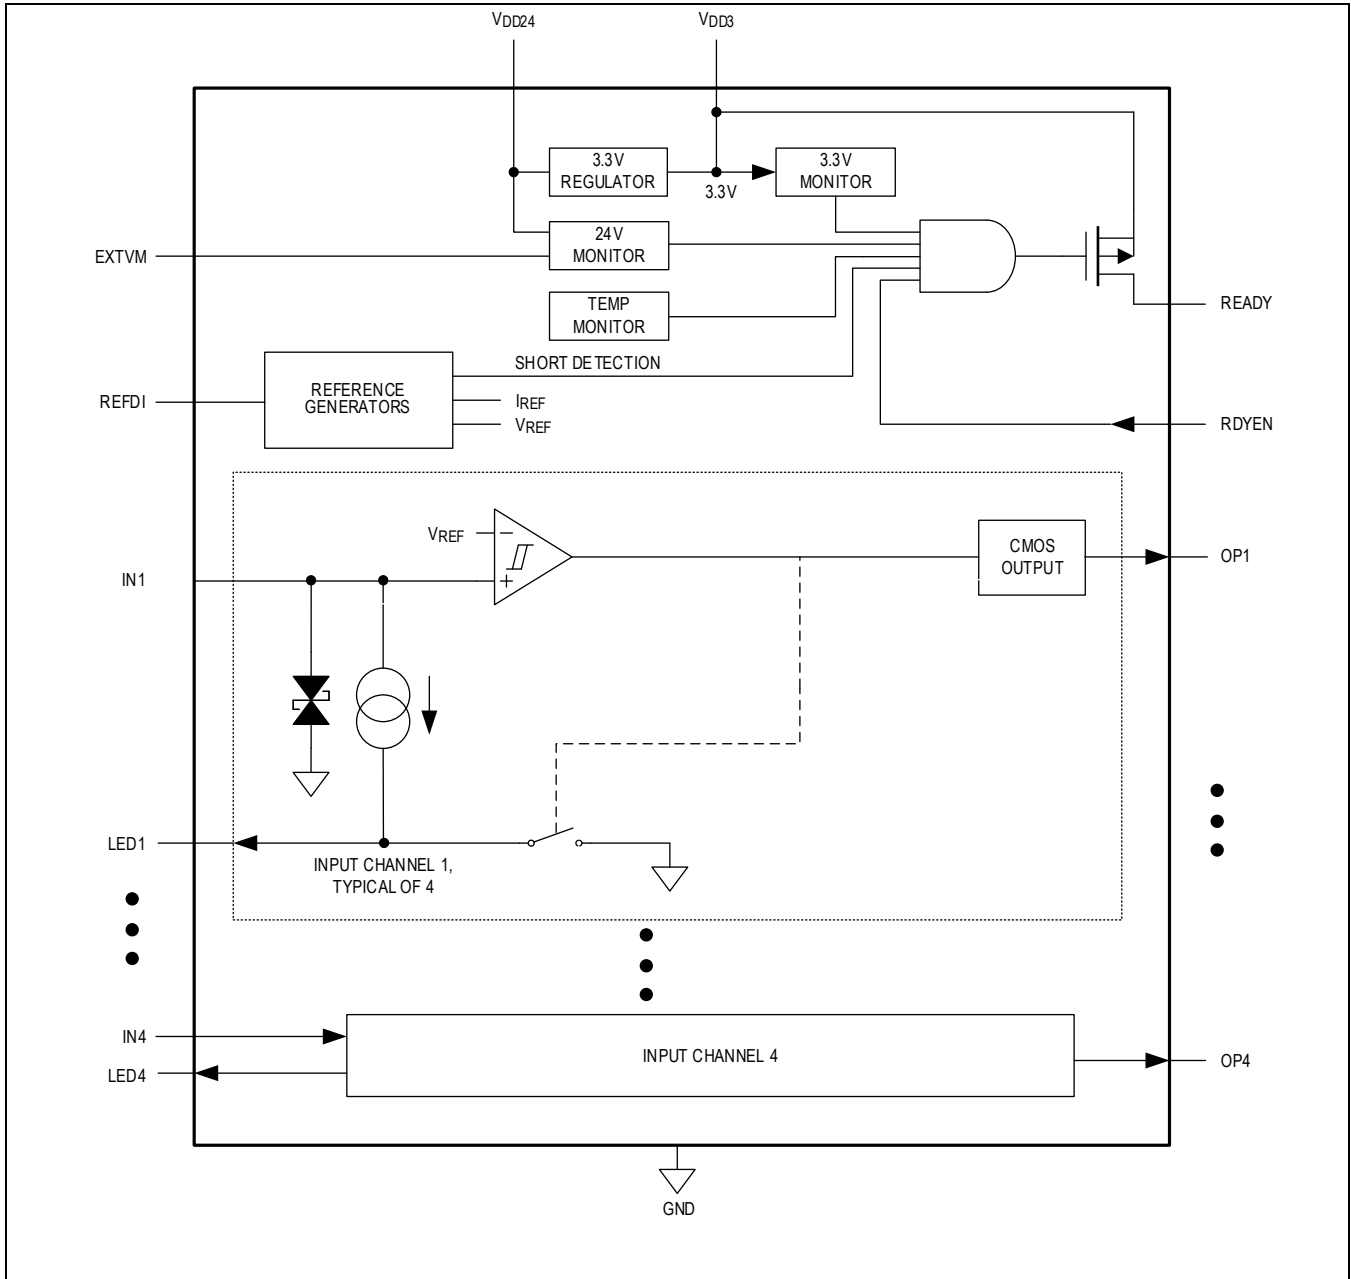 VDD24
VDD3
3.3V
REGULATOR
3.3V
3.3V
MONITOR
EXTVM
24V
MONITOR
TEMP
MONITOR
READY
SHORT DETECTION
REFDI
REFERENCE
GENERATORS
IREF
VREF
RDYEN
VREF
−
+
IN1
CMOS
OUTPUT
OP1
LED1
INPUT CHANNEL 1,
TYPICAL OF 4
IN4
LED4
INPUT CHANNEL 4
OP4
GND